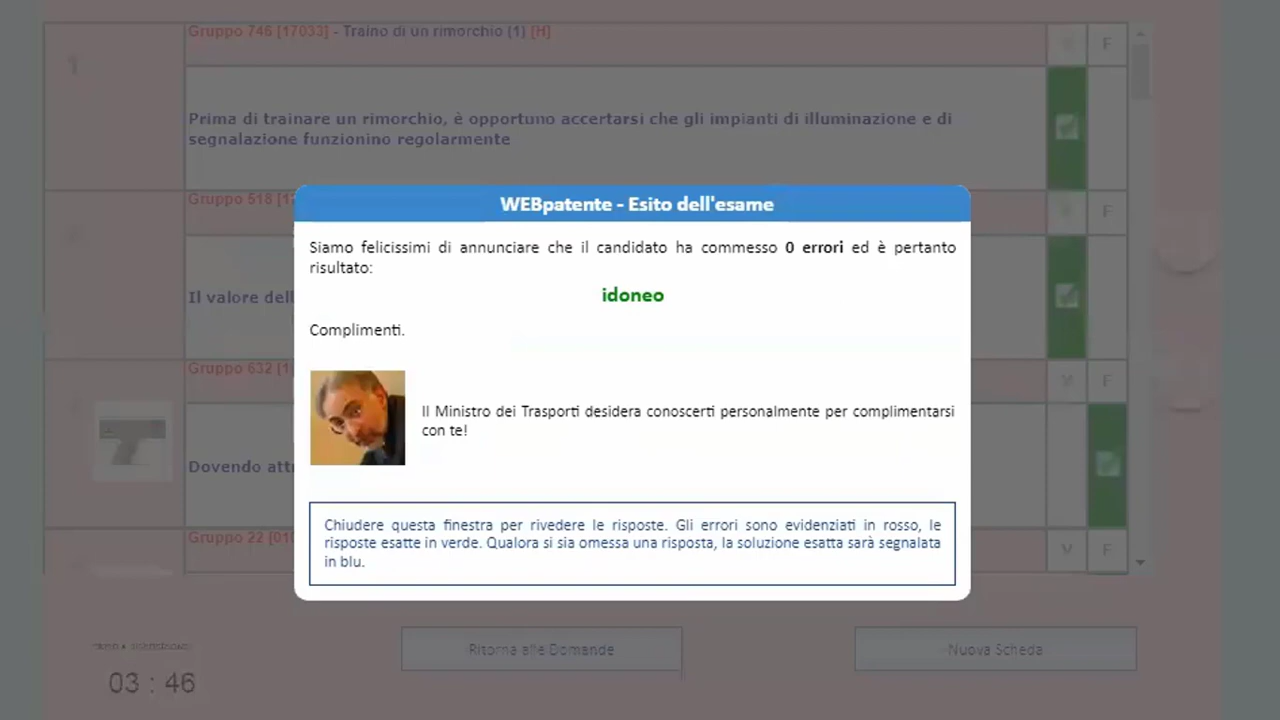 Gruppo 746 [17033] - Traino di un rimorchio (1) [H]
F
1
Prima di trainare un rimorchio, è opportuno accertarsi che gli impianti di illuminazione e di
segnalazione funzionino regolarmente
WEBpatente - Esito dell'esame
Gruppo 518
F
Siamo felicissimi di annunciare che il candidato ha commesso 0 errori ed è pertanto
risultato:
idoneo
Il valore
Complimenti.
Gruppo 632
V F
Il Ministro dei Trasporti desidera conoscerti personalmente per complimentarsi
con te!
Dovendo
Chiudere questa finestra per rivedere le risposte. Gli errori sono evidenziati in rosso, le
risposte esatte in verde. Qualora si sia omessa una risposta, la soluzione esatta sarà segnalata
in blu.
Gruppo 22
V F
Ritorna alle Domande
Nuova Scheda
03 : 46